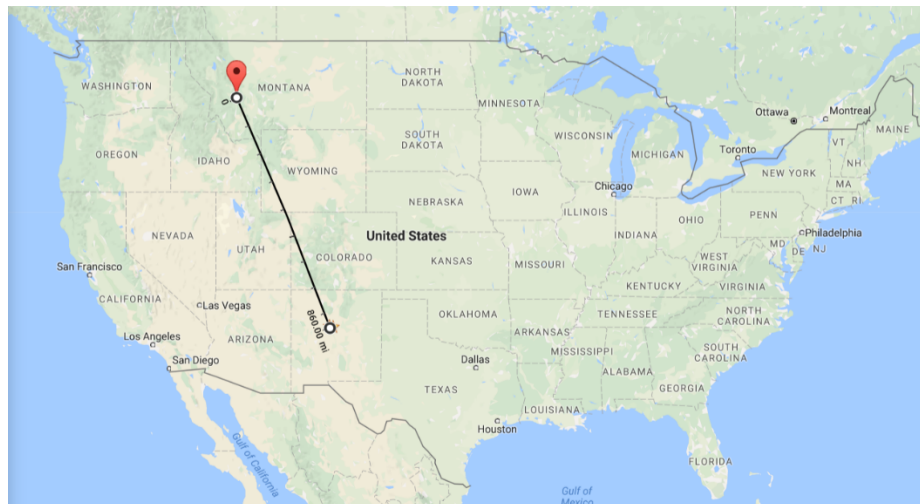 WASHINGTON
MONTANA
NORTH
DAKOTA
MINNESOTA
Ottawa
Montreal
MAINE
OREGON
IDAHO
SOUTH
DAKOTA
WISCONSIN
MICHIGAN
Toronto
VT
NH
WYOMING
NEW YORK
MA
CT RI
Chicago
IOWA
NEBRASKA
ILLINOIS
INDIANA
OHIO
PENN
Philadelphia
NEVADA
UTAH
COLORADO
United States
KANSAS
MISSOURI
WEST
VIRGINIA
MD
DE
NJ
San Francisco
CALIFORNIA
Las Vegas
KENTUCKY
VIRGINIA
0
860.00 mi
OKLAHOMA
ARKANSAS
TENNESSEE
NORTH
CAROLINA
Los Angeles
ARIZONA
San Diego
Dallas
MISSISSIPPI
SOUTH
CAROLINA
ALABAMA
GEORGIA
TEXAS
LOUISIANA
Houston
Gulf of California
FLORIDA
Gulf of
Mexico